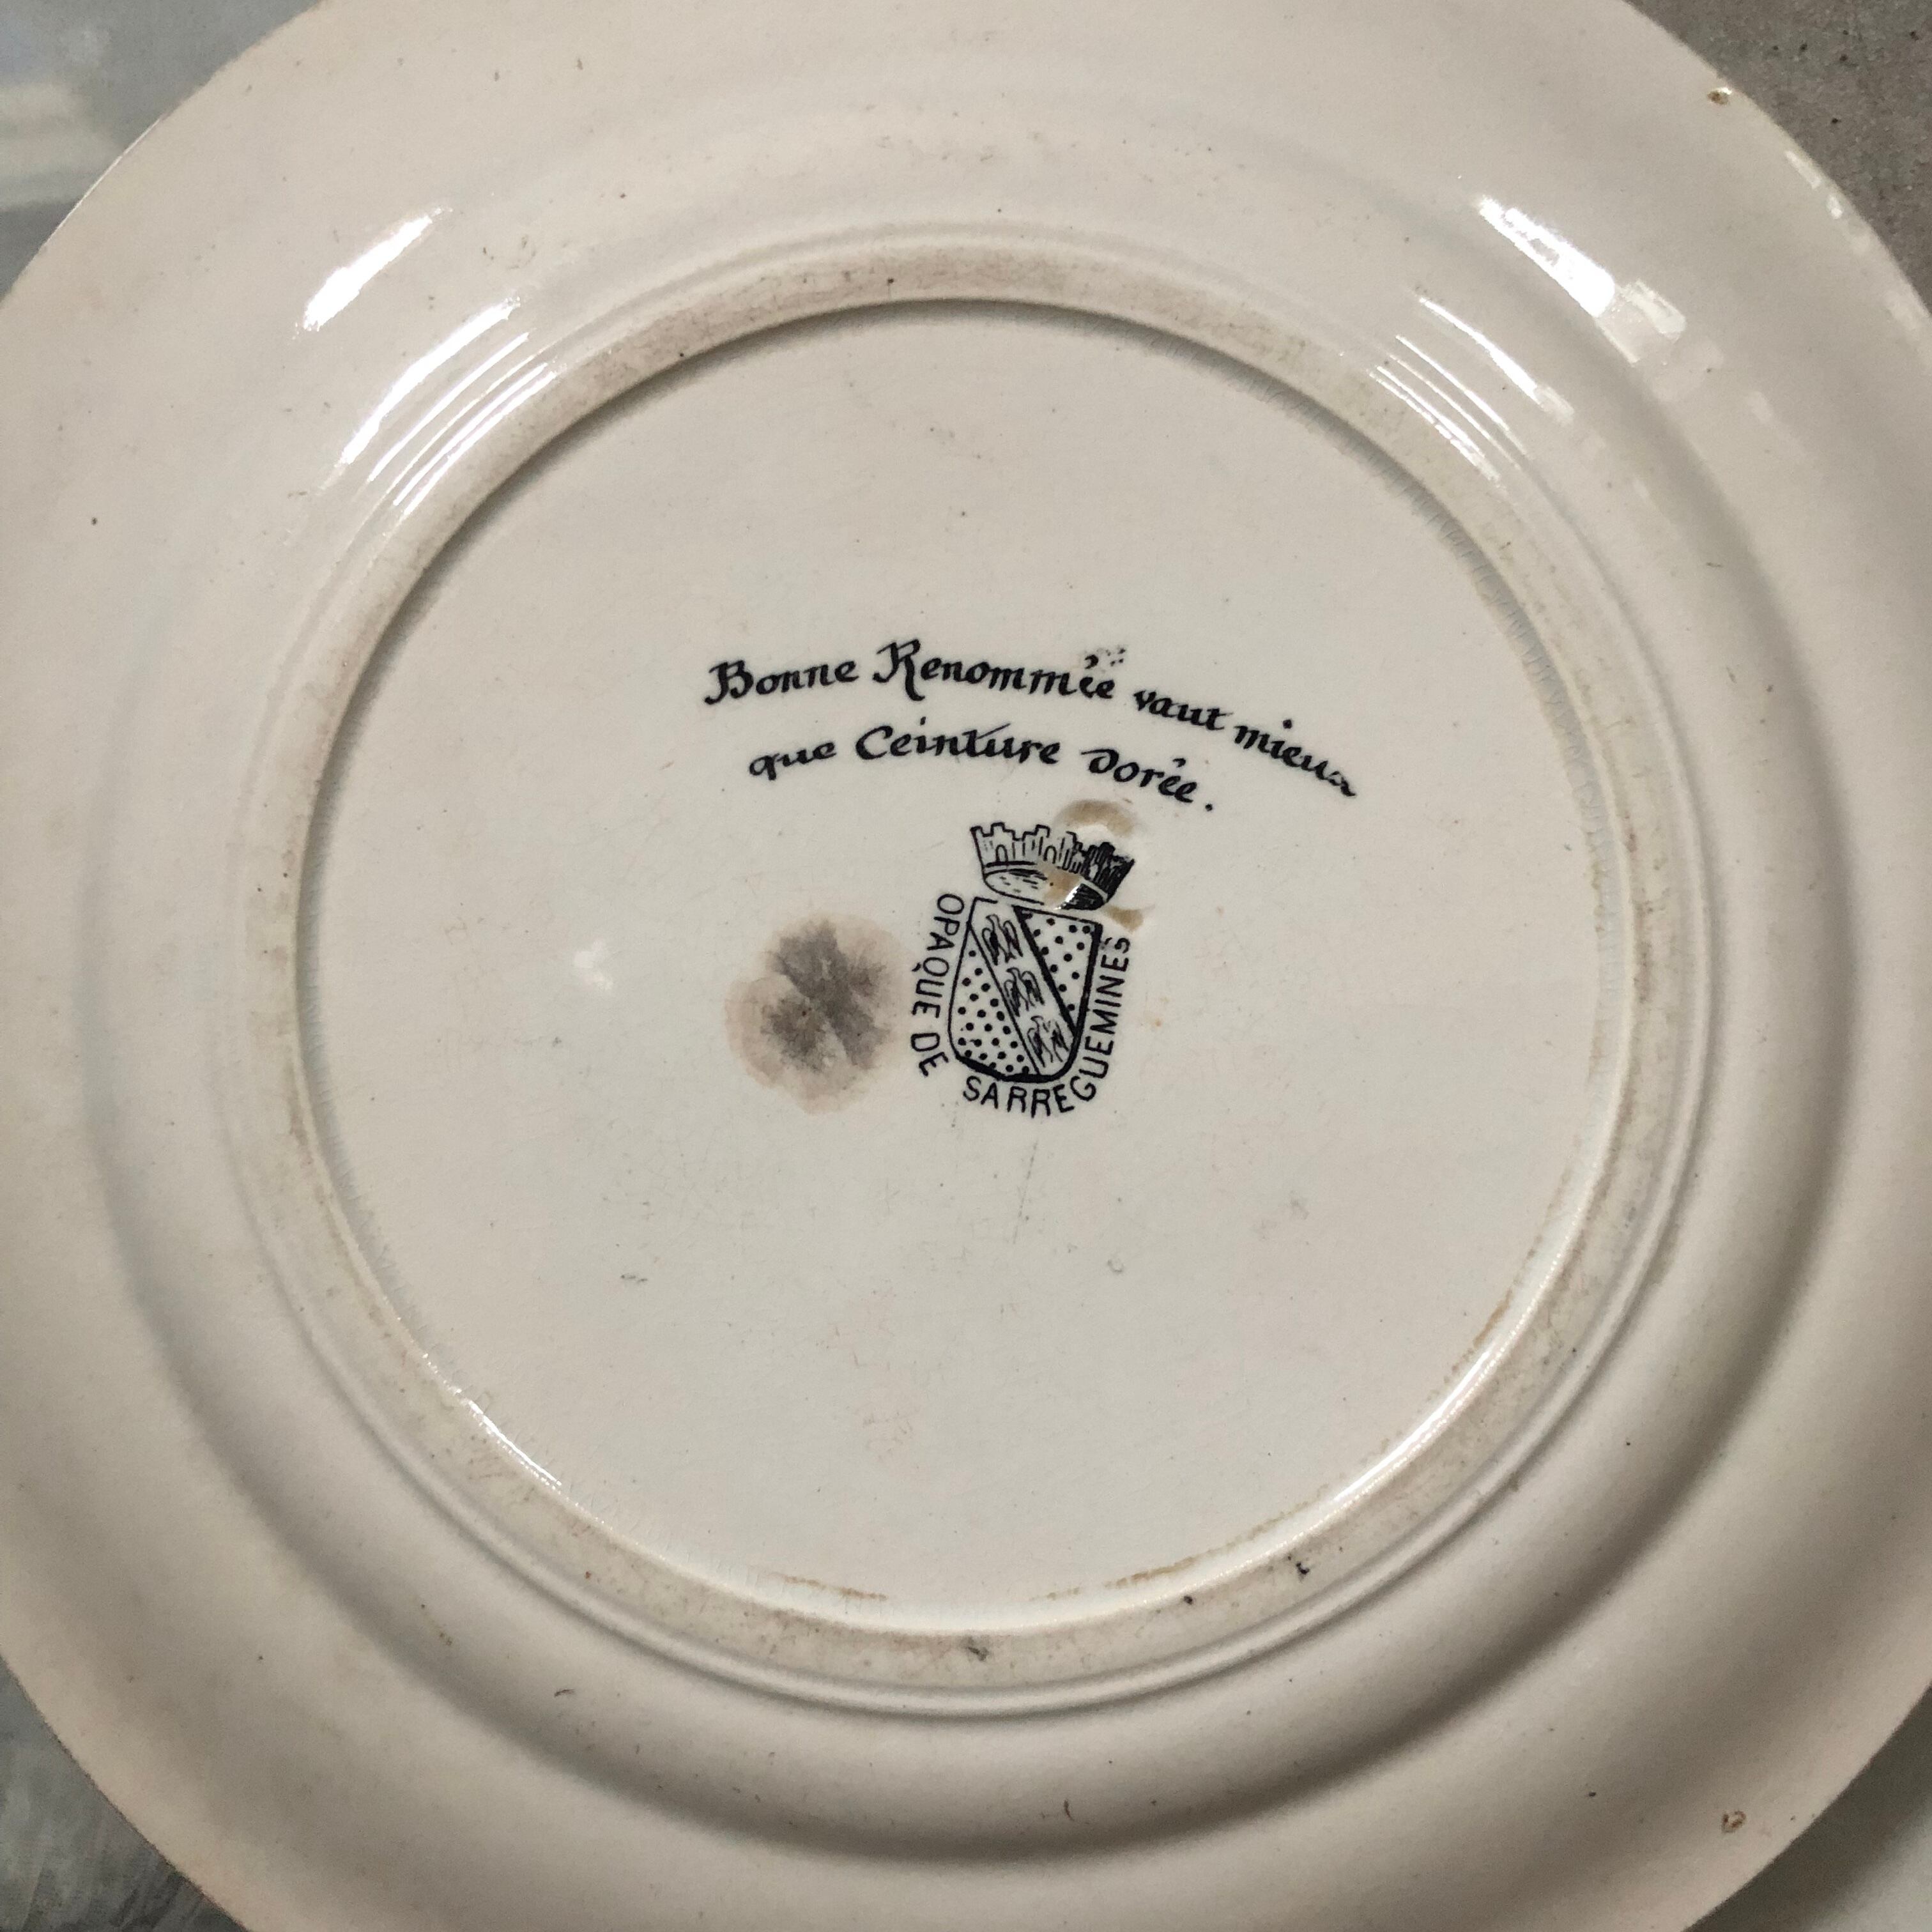 Bonne Renommée vaut mieux
que Ceinture Dorée.
OPAQUE DE SARREGUEMINES